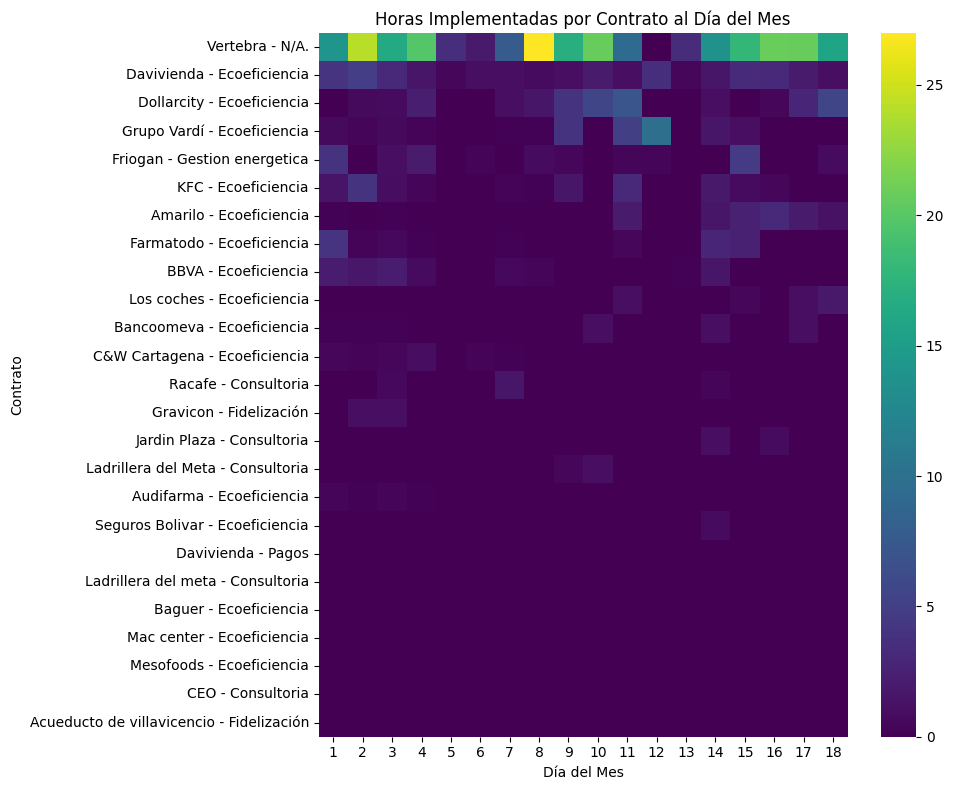 Horas Implementadas por Contrato al Día del Mes
Contrato
Vertebra - N/A.
Davivienda - Ecoeficiencia
Dollarcity - Ecoeficiencia
Grupo Vardí - Ecoeficiencia
Friogan - Gestion energetica
KFC - Ecoeficiencia
Amarilo - Ecoeficiencia
Farmatodo - Ecoeficiencia
BBVA - Ecoeficiencia
Los coches - Ecoeficiencia
Bancoomeva - Ecoeficiencia
C&W Cartagena - Ecoeficiencia
Racafe - Consultoria
Gravicon - Fidelización
Jardin Plaza - Consultoria
Ladrillera del Meta - Consultoria
Audifarma - Ecoeficiencia
Seguros Bolivar - Ecoeficiencia
Davivienda - Pagos
Ladrillera del meta - Consultoria
Baguer - Ecoeficiencia
Mac center - Ecoeficiencia
Mesofoods - Ecoeficiencia
CEO - Consultoria
Acueducto de villavicencio - Fidelización
1 2 3 4 5 6 7 8 9 10 11 12 13 14 15 16 17 18
Día del Mes
25
20
15
10
5
0